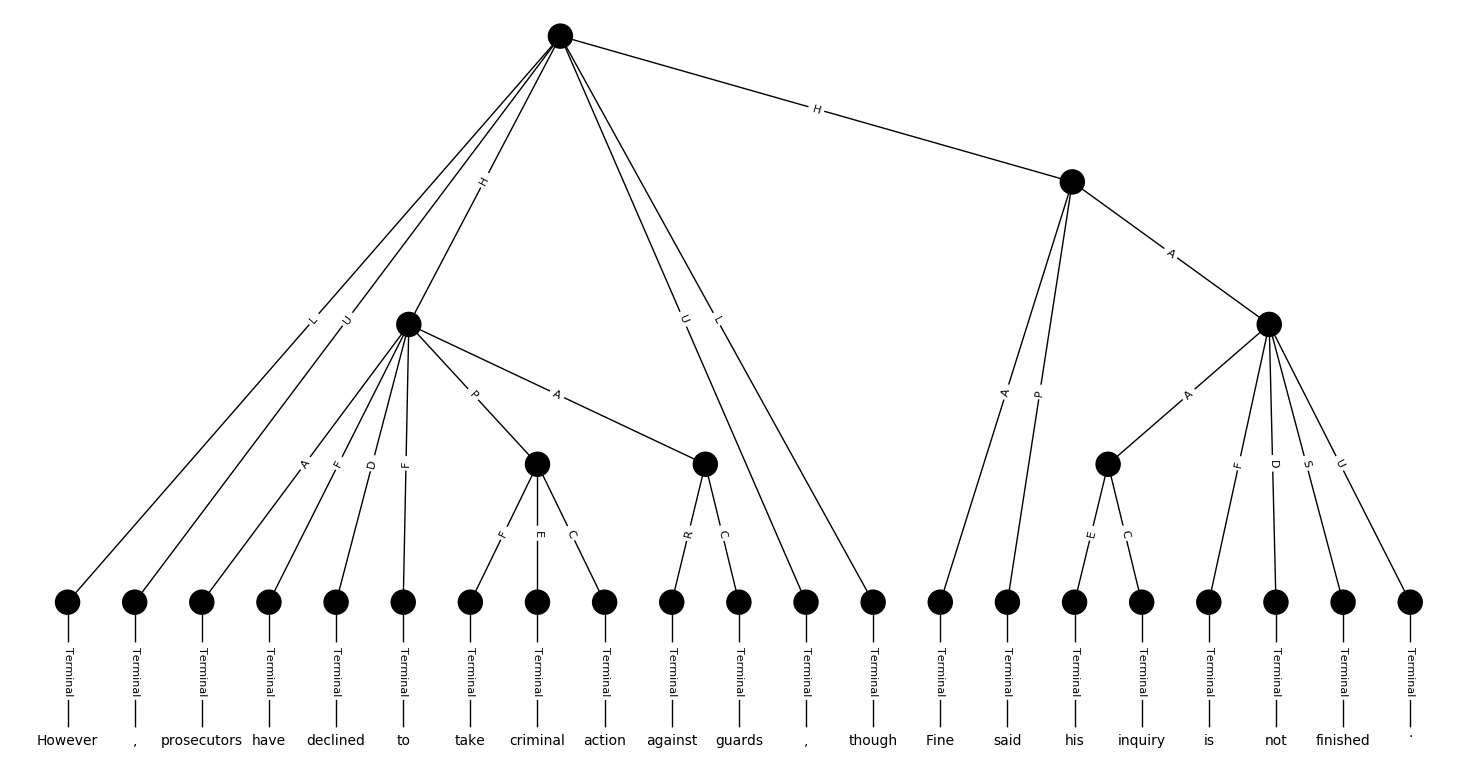 H
H
A
L U U L
P A A P A
A F D F F D S U
F E C R C E C
Terminal Terminal Terminal Terminal Terminal Terminal Terminal Terminal Terminal Terminal Terminal Terminal Terminal Terminal Terminal Terminal Terminal Terminal Terminal Terminal Terminal
However , prosecutors have declined to take criminal action against guards , though Fine said his inquiry is not finished .